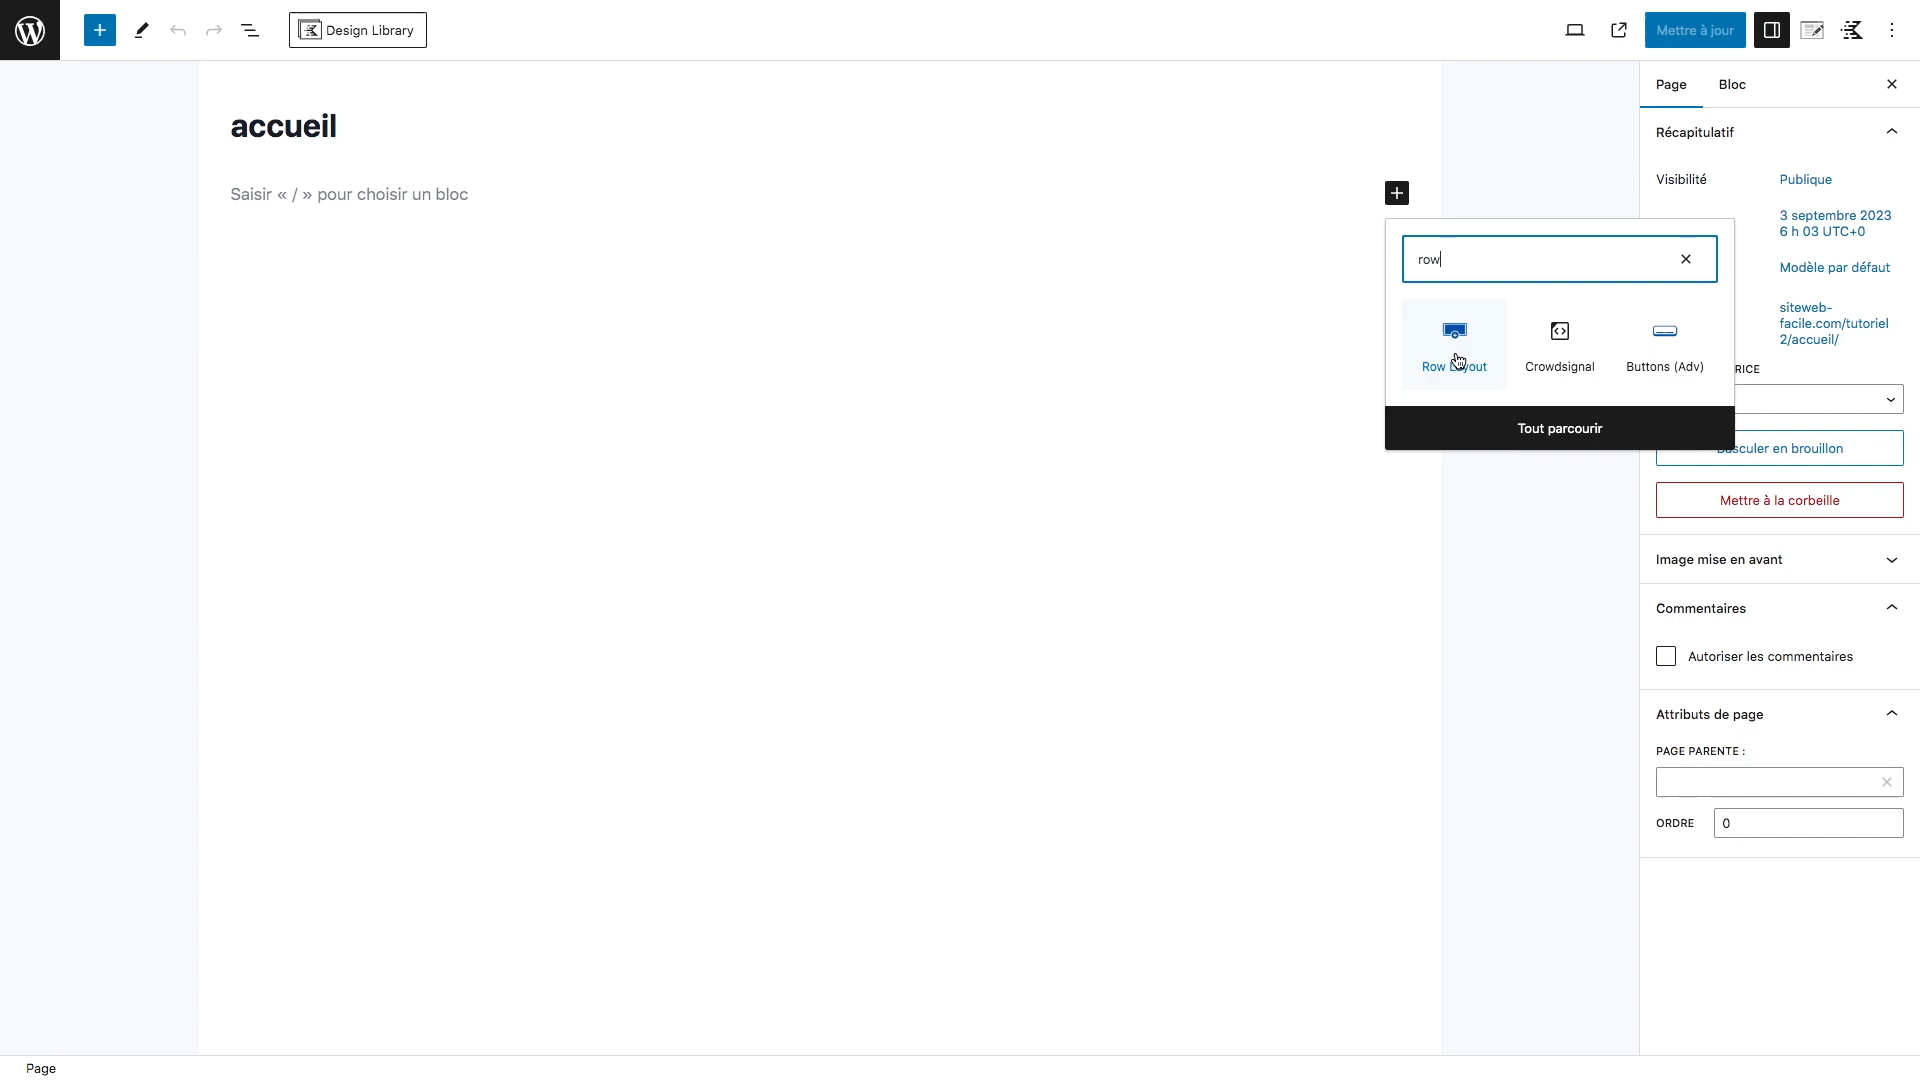 Design Library
Mettre à jour
accueil
Saisir « / » pour choisir un bloc
row
Row Layout
Crowdsignal
Buttons (Adv)
Tout parcourir
Page
Bloc
Récapitulatif
Visibilité
Publique
3 septembre 2023
6 h 03 UTC+0
Modèle par défaut
siteweb-
facile.com/tutoriel
2/accueil/
RICE
Basculer en brouillon
Mettre à la corbeille
Image mise en avant
Commentaires
Autoriser les commentaires
Attributs de page
PAGE PARENTE :
ORDRE
0
Page